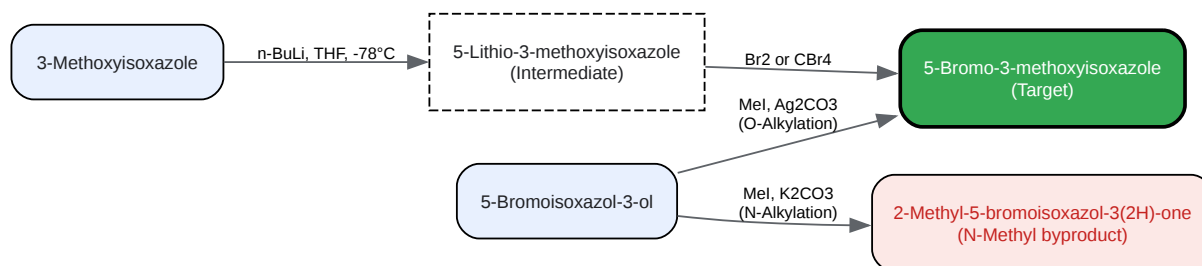 3-Methoxyisoxazole
n-BuLi, THF, -78°C
5-Lithio-3-methoxyisoxazole
(Intermediate)
Br2 or CBr4
5-Bromo-3-methoxyisoxazole
(Target)
MeI, Ag2CO3
(O-Alkylation)
5-Bromoisoxazol-3-ol
MeI, K2CO3
(N-Alkylation)
2-Methyl-5-bromoisoxazol-3(2H)-one
(N-Methyl byproduct)